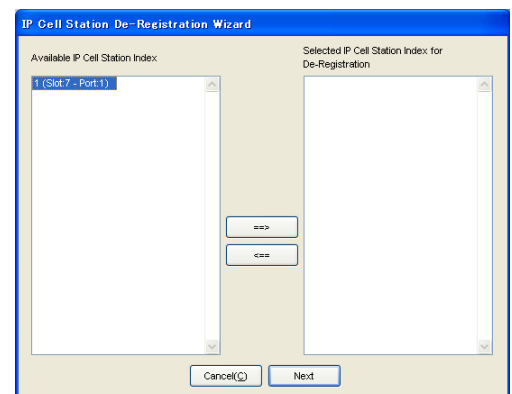 IP Cell Station De-Registration Wizard
Available IP Cell Station Index
Selected IP Cell Station Index for
De-Registration
1 (Slot:7 - Port:1)
==>
<==
Cancel(C)
Next